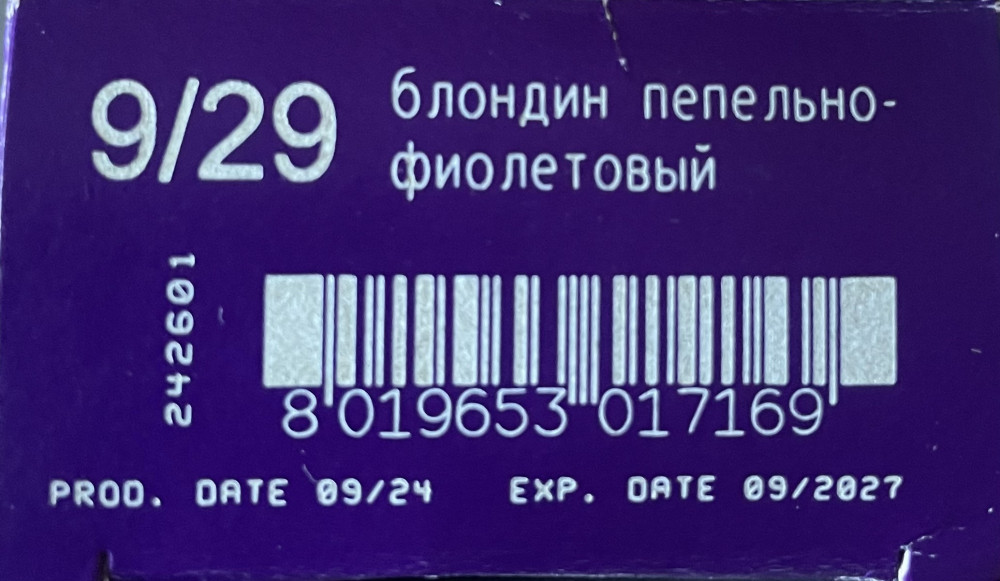 9/29
блондин пепельно-
фиолетовый
242601
8 019653 017169
PROD. DATE 09/24 EXP. DATE 09/2027